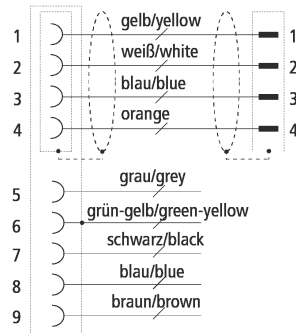 gelb/yellow
1 1
weiß/white
2 2
blau/blue
3 3
orange
4 4
grau/grey
5
grün-gelb/green-yellow
6
schwarz/black
7
blau/blue
8
braun/brown
9